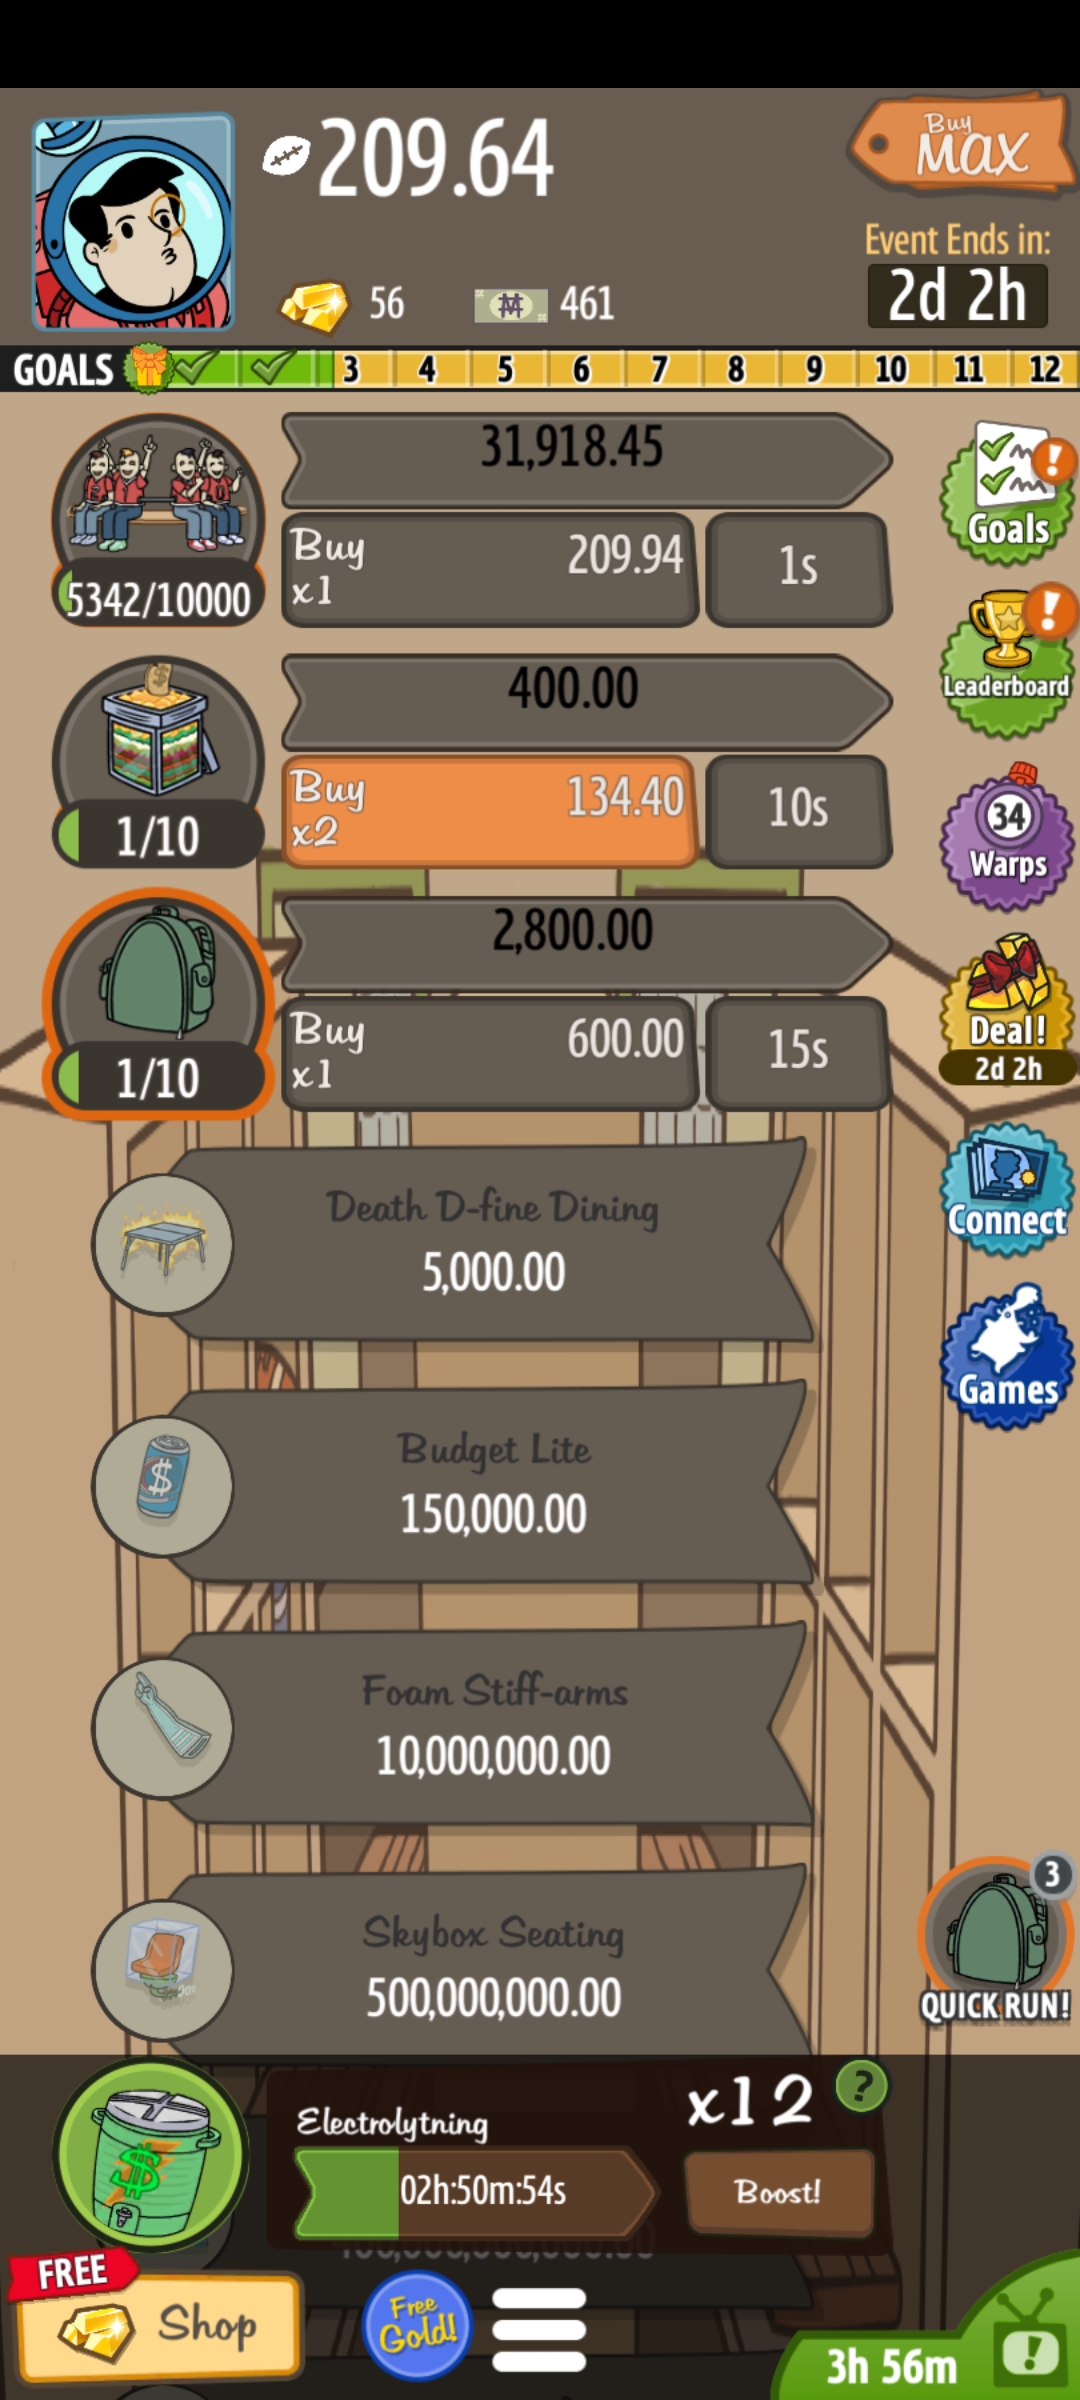 209.64
Buy
MAX
Event Ends in:
2d 2h
56
461
GOALS
3 4 5 6 7 8 9 10 11 12
31,918.45
Buy
x1
209.94
1s
5342/10000
Goals
400.00
Buy
x2
134.40
10s
1/10
Leaderboard
34
Warps
2,800.00
Buy
x1
600.00
15s
1/10
Deal!
2d 2h
Death D-fine Dining
5,000.00
Connect
Budget Lite
150,000.00
Games
Foam Stiff-arms
10,000,000.00
Skybox Seating
500,000,000.00
3
QUICK RUN!
Electrolytning
x12
?
02h:50m:54s
Boost!
FREE
Shop
Free
Gold!
3h 56m